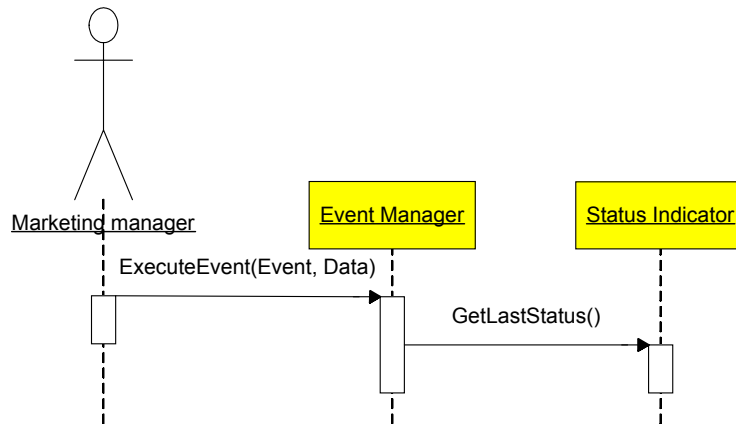 Marketing manager
Event Manager
Status Indicator
ExecuteEvent(Event, Data)
GetLastStatus()